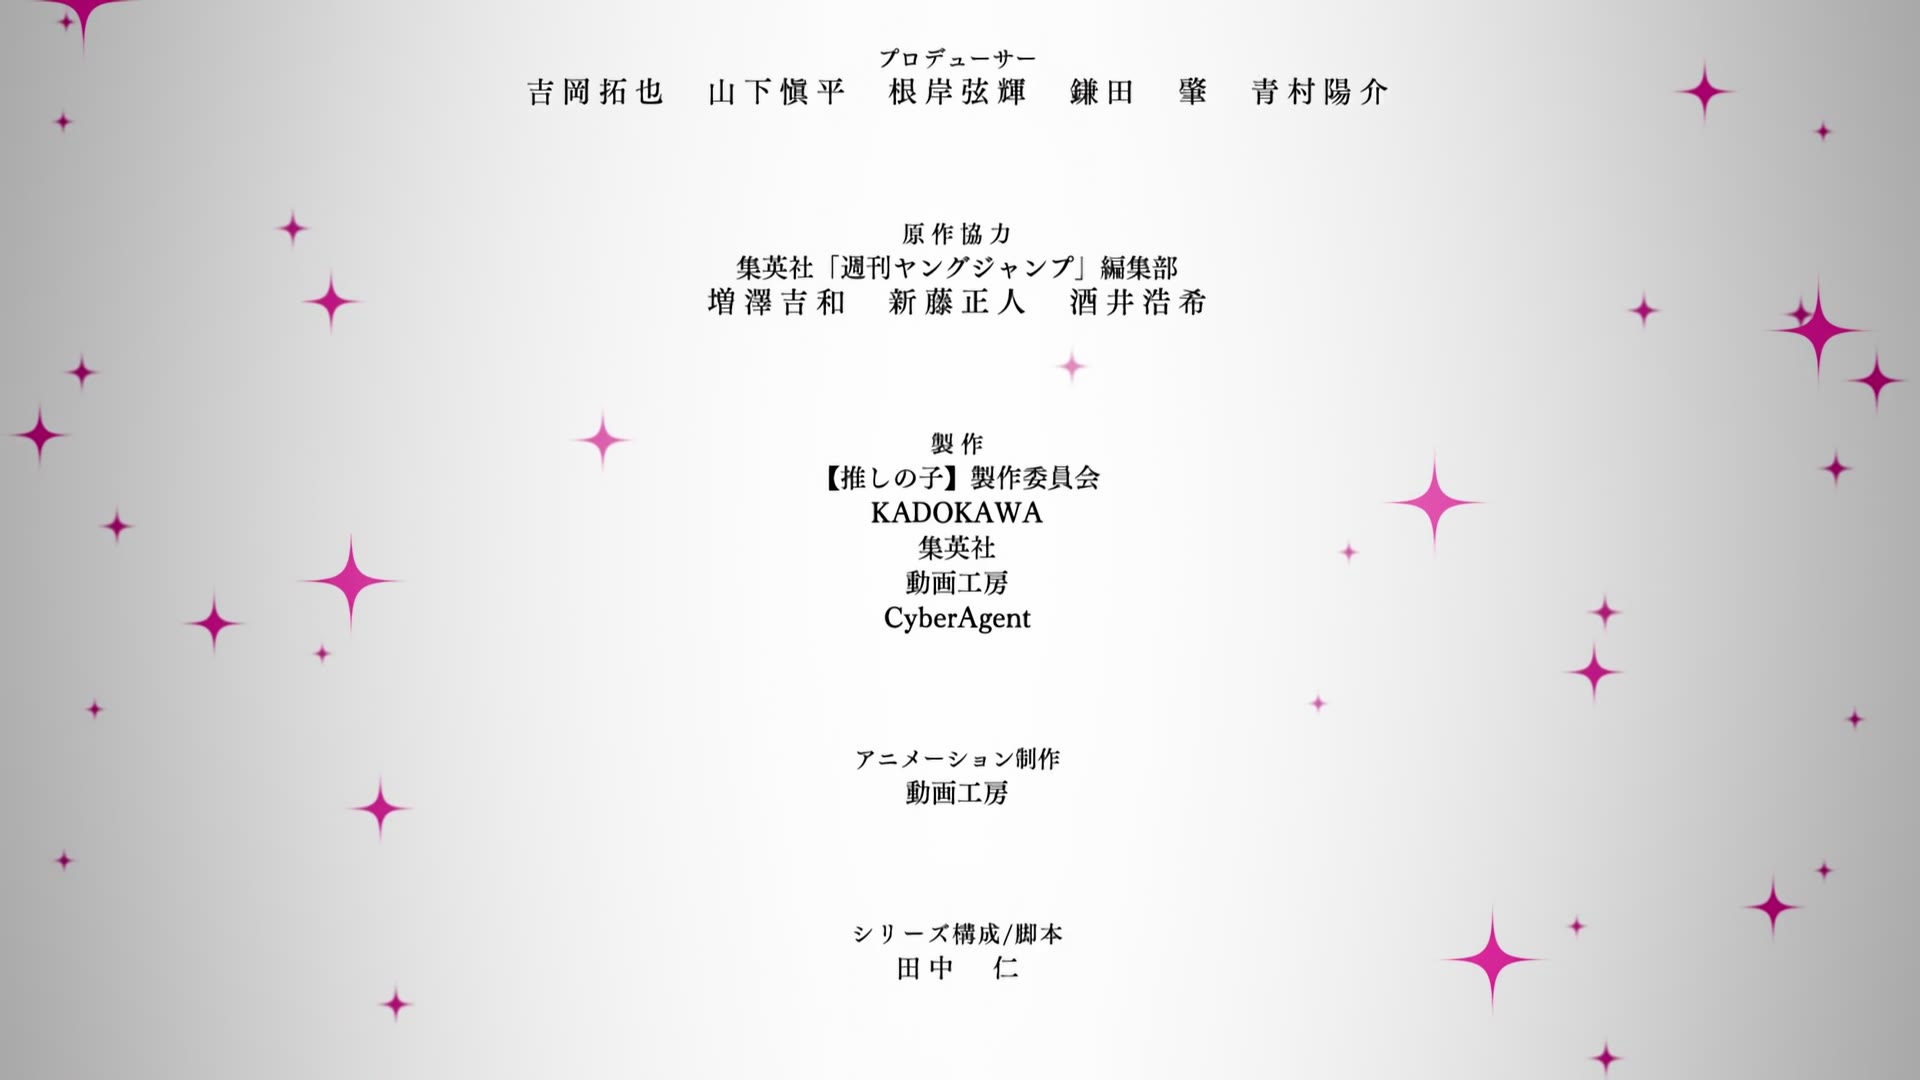 プロデューサー
吉岡拓也　山下愼平　根岸弦輝　鎌田　肇　青村陽介
原作協力
集英社「週刊ヤングジャンプ」編集部
増澤吉和　新藤正人　酒井浩希
製作
【推しの子】製作委員会
KADOKAWA
集英社
動画工房
CyberAgent
アニメーション制作
動画工房
シリーズ構成/脚本
田中　仁